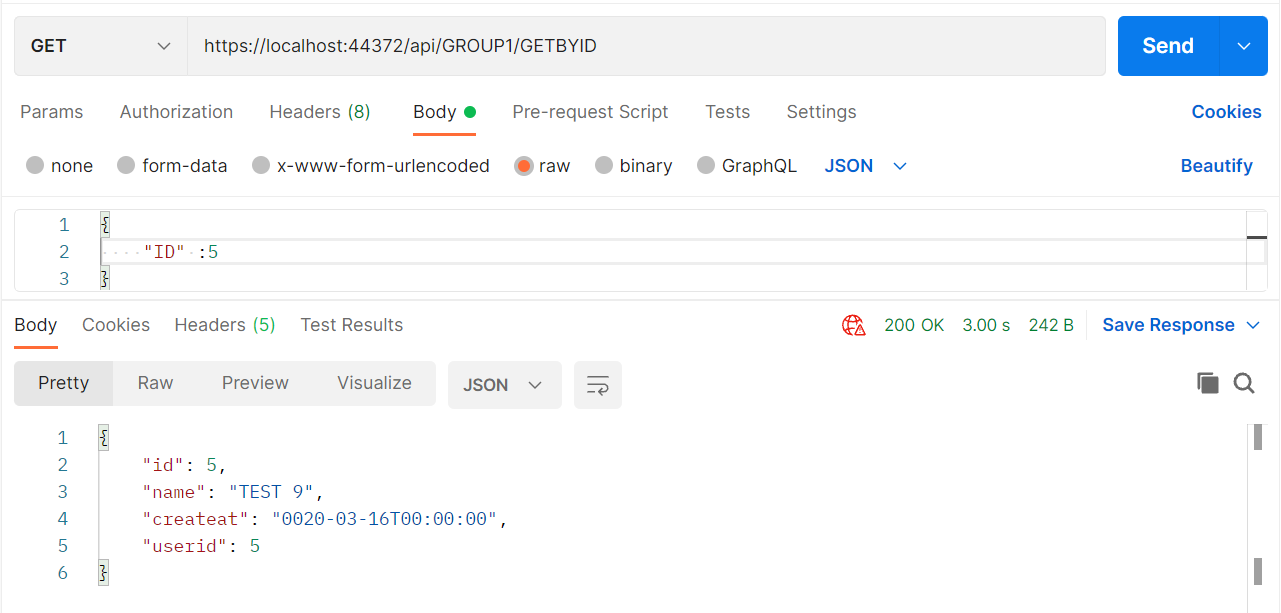 GET https://localhost:44372/api/GROUP1/GETBYID Send
Params Authorization Headers (8) Body Pre-request Script Tests Settings Cookies
none form-data x-www-form-urlencoded raw binary GraphQL JSON Beautify
1 {
2 "ID" :5
3 }
Body Cookies Headers (5) Test Results 200 OK 3.00 s 242 B Save Response
Pretty Raw Preview Visualize JSON
1 {
2 "id": 5,
3 "name": "TEST 9",
4 "createat": "0020-03-16T00:00:00",
5 "userid": 5
6 }